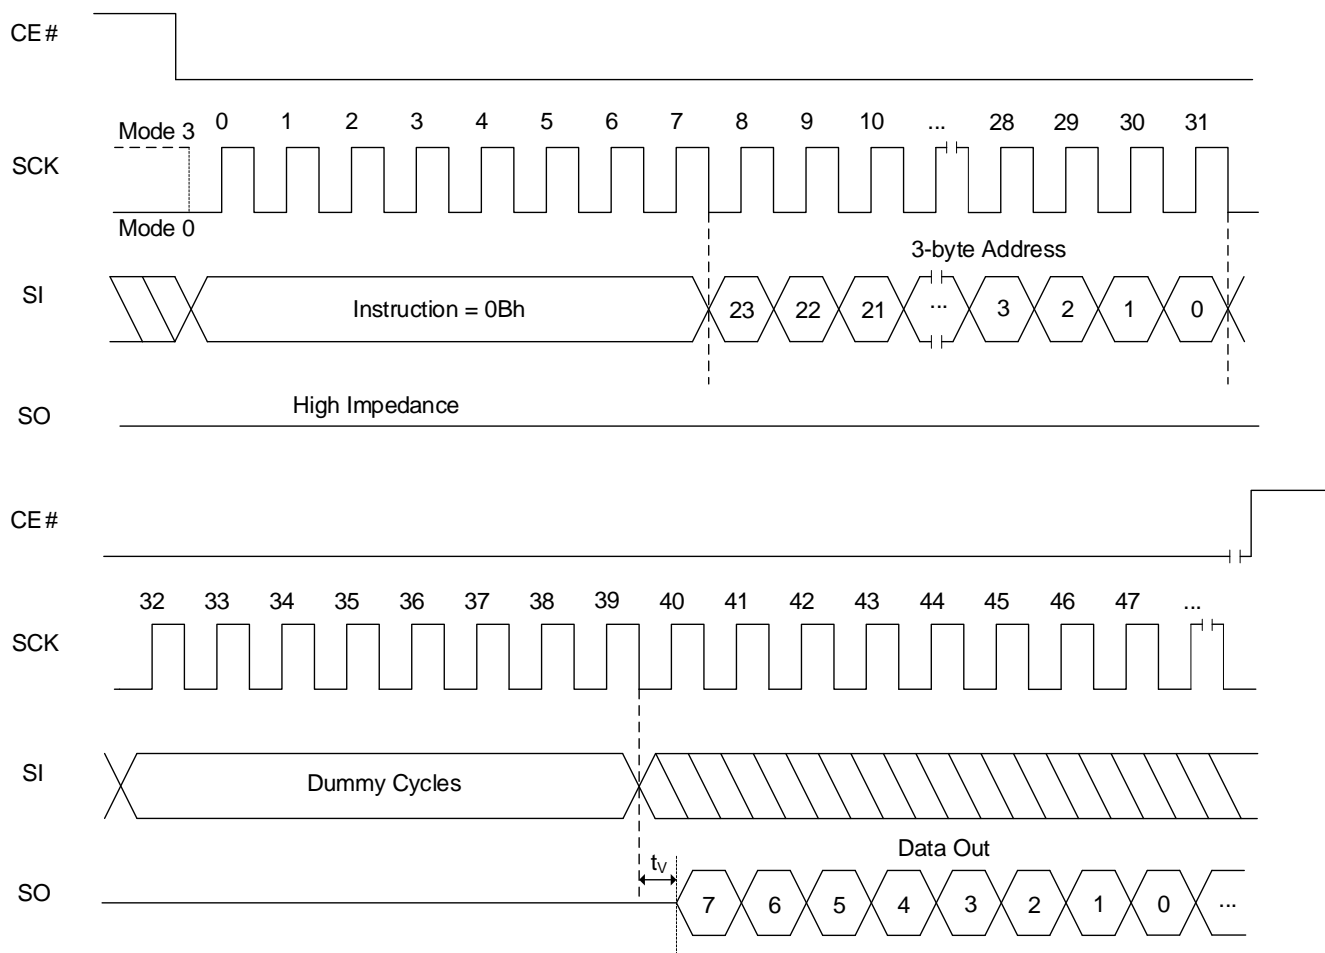 CE#
Mode 3
0 1 2 3 4 5 6 7 8 9 10 ... 28 29 30 31
SCK
Mode 0
3-byte Address
SI
Instruction = 0Bh
23 22 21 ... 3 2 1 0
SO
High Impedance
CE#
32 33 34 35 36 37 38 39 40 41 42 43 44 45 46 47 ...
SCK
SI
Dummy Cycles
Data Out
tV
SO
7 6 5 4 3 2 1 0 ...